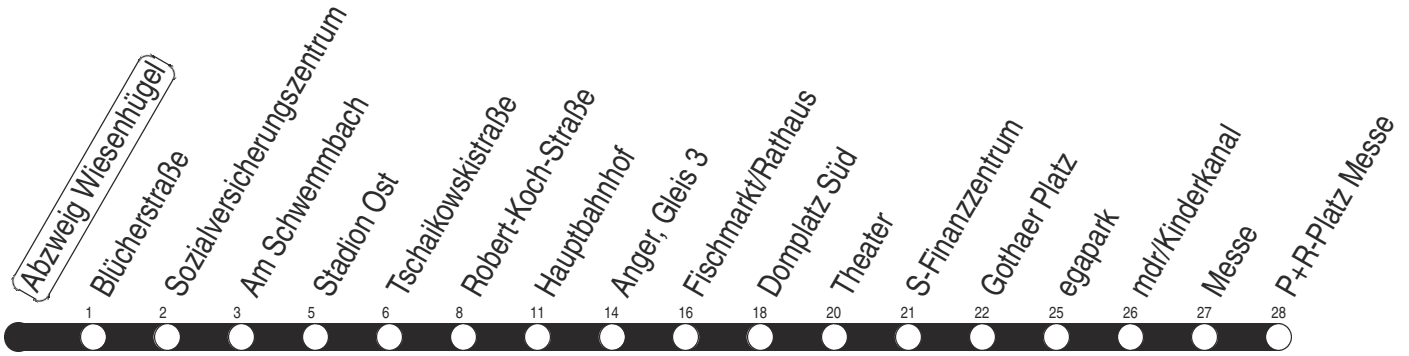 Abzweig Wiesenhügel
Blücherstraße
Sozialversicherungszentrum
Am Schwemmbach
Stadion Ost
Tschaikowskistraße
Robert-Koch-Straße
Hauptbahnhof
Anger, Gleis 3
Fischmarkt/Rathaus
Domplatz Süd
Theater
S-Finanzzentrum
Gothaer Platz
egapark
mdr/Kinderkanal
Messe
P+R-Platz Messe
1 2 3 5 6 8 11 14 16 18 20 21 22 25 26 27 28